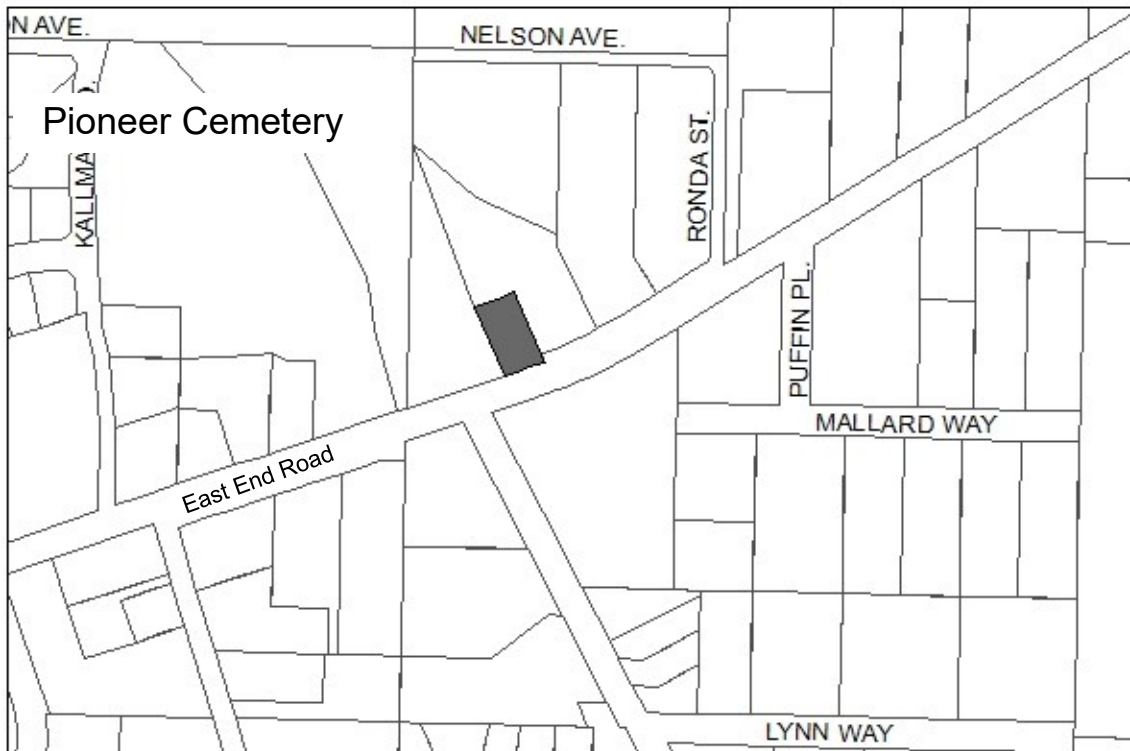 N AVE.
NELSON AVE.
Pioneer Cemetery
KALLMA
RONDA ST.
PUFFIN PL.
MALLARD WAY
East End Road
LYNN WAY